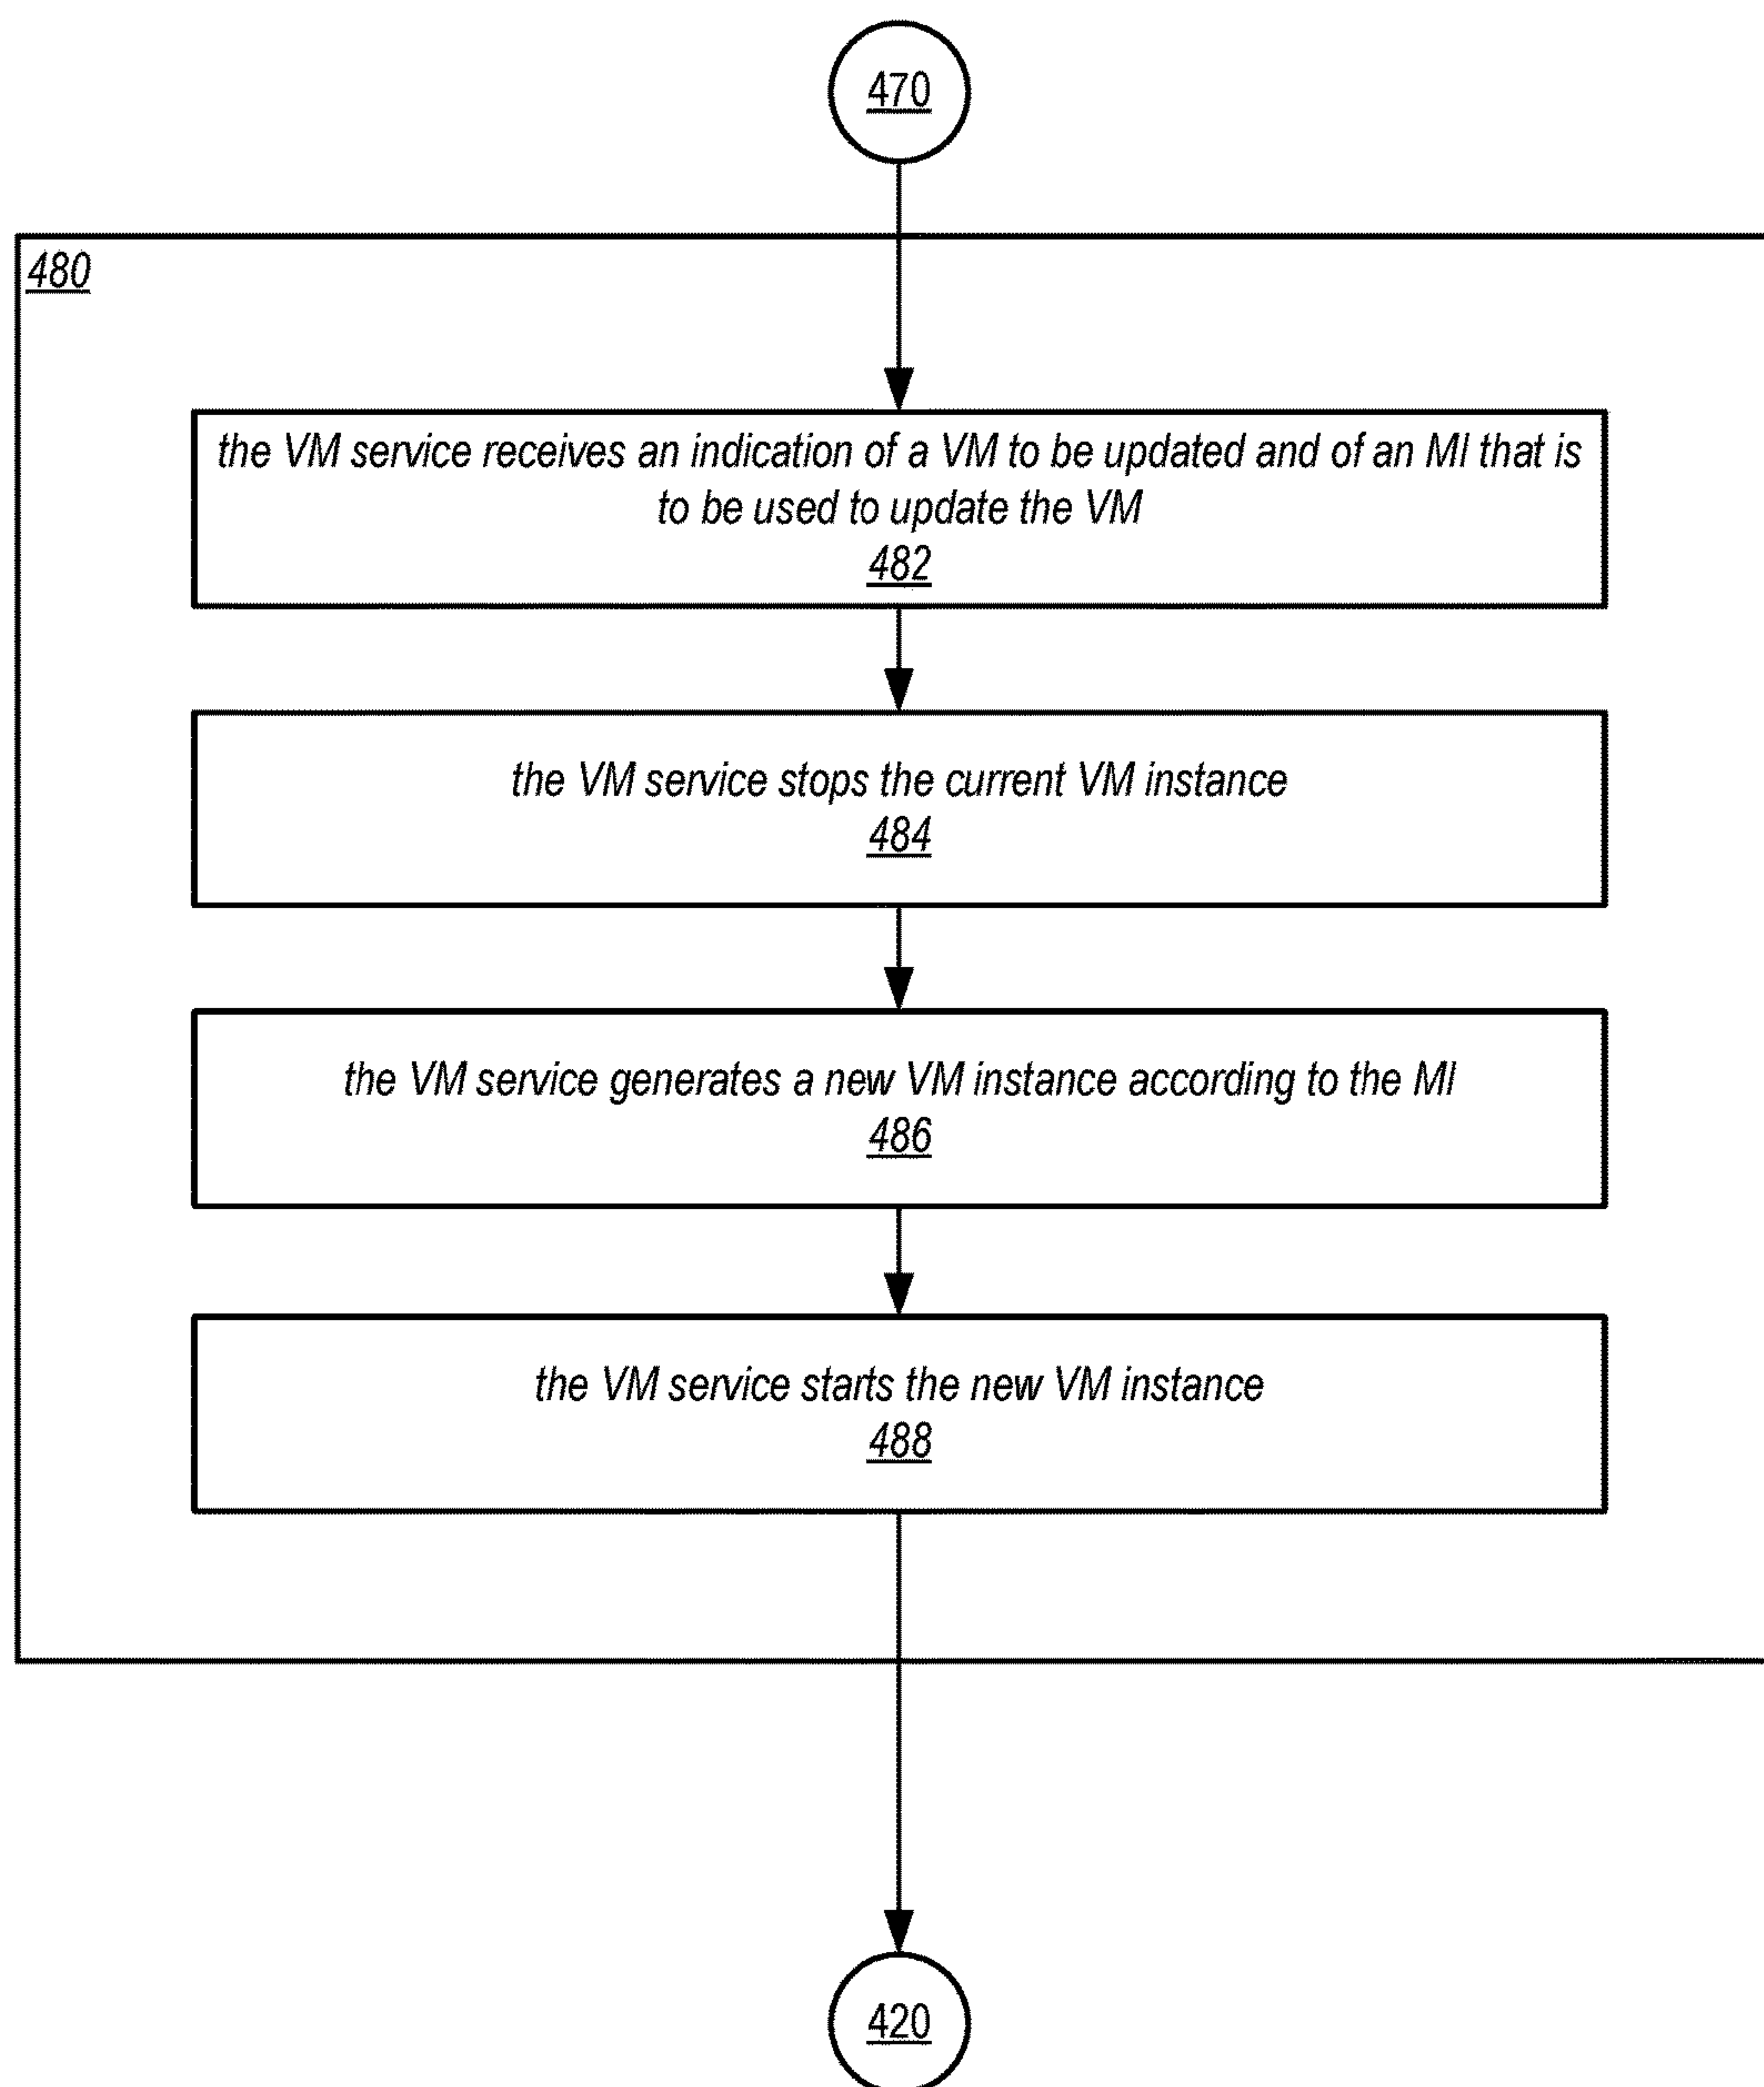 470
480
the VM service receives an indication of a VM to be updated and of an MI that is
to be used to update the VM
482
the VM service stops the current VM instance
484
the VM service generates a new VM instance according to the MI
486
the VM service starts the new VM instance
488
420